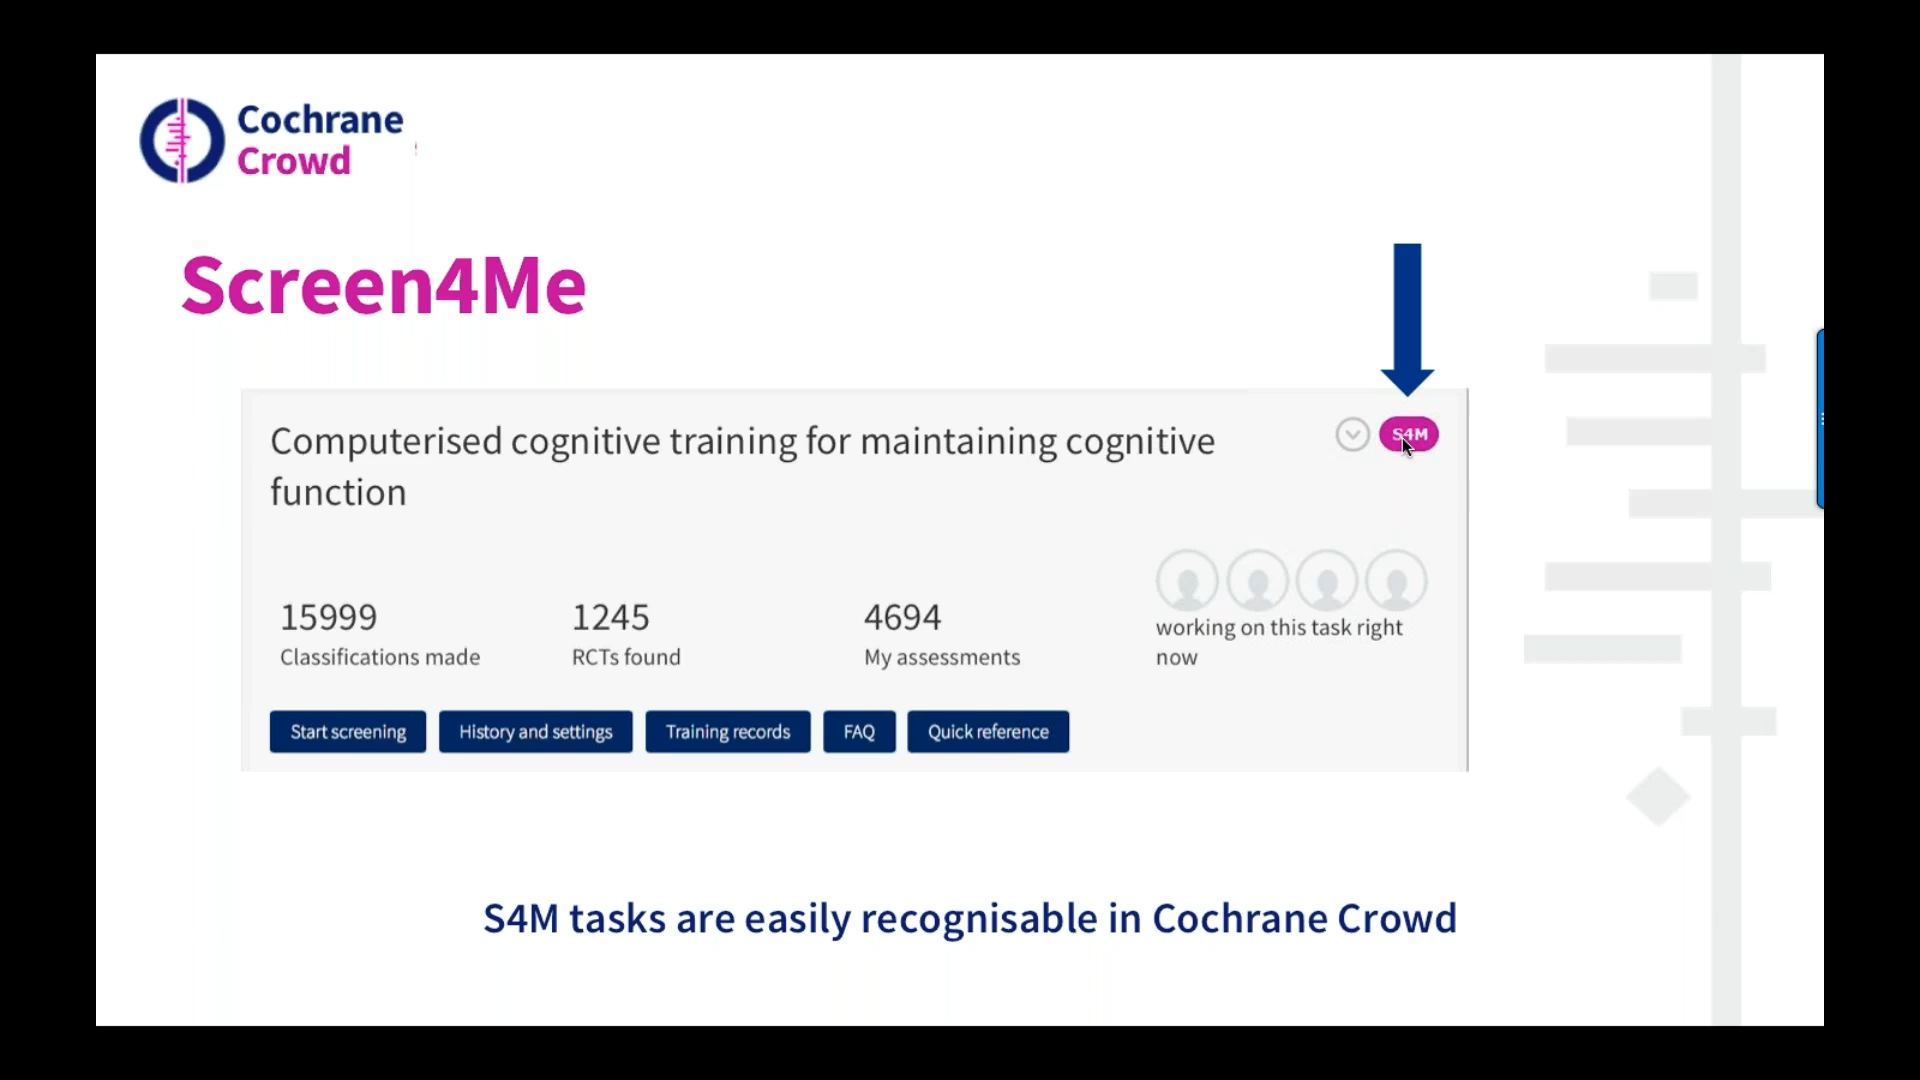 Cochrane
Crowd
Screen4Me
Computerised cognitive training for maintaining cognitive
function
S4M
15999
Classifications made
1245
RCTs found
4694
My assessments
working on this task right
now
Start screening
History and settings
Training records
FAQ
Quick reference
S4M tasks are easily recognisable in Cochrane Crowd